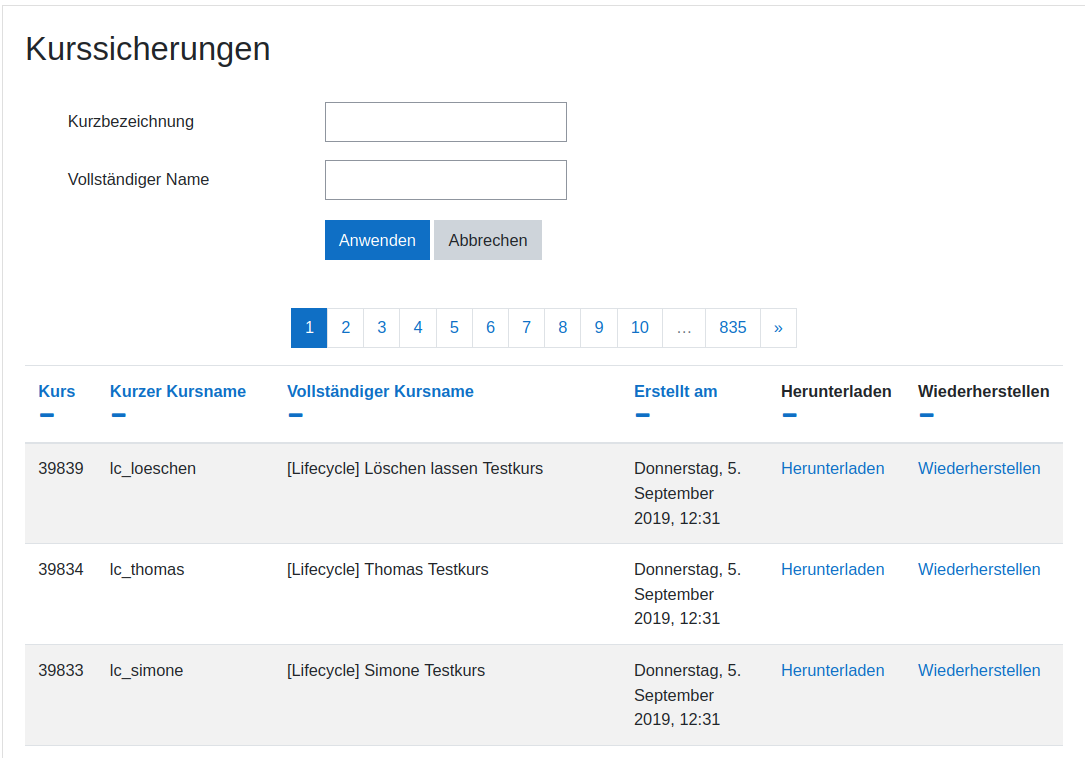 Kurssicherungen
Kurzbezeichnung
Vollständiger Name
Anwenden Abbrechen
1 2 3 4 5 6 7 8 9 10 … 835 »
Kurs Kurzer Kursname Vollständiger Kursname Erstellt am Herunterladen Wiederherstellen
39839 lc_loeschen [Lifecycle] Löschen lassen Testkurs Donnerstag, 5. Herunterladen Wiederherstellen
September
2019, 12:31
39834 lc_thomas [Lifecycle] Thomas Testkurs Donnerstag, 5. Herunterladen Wiederherstellen
September
2019, 12:31
39833 lc_simone [Lifecycle] Simone Testkurs Donnerstag, 5. Herunterladen Wiederherstellen
September
2019, 12:31